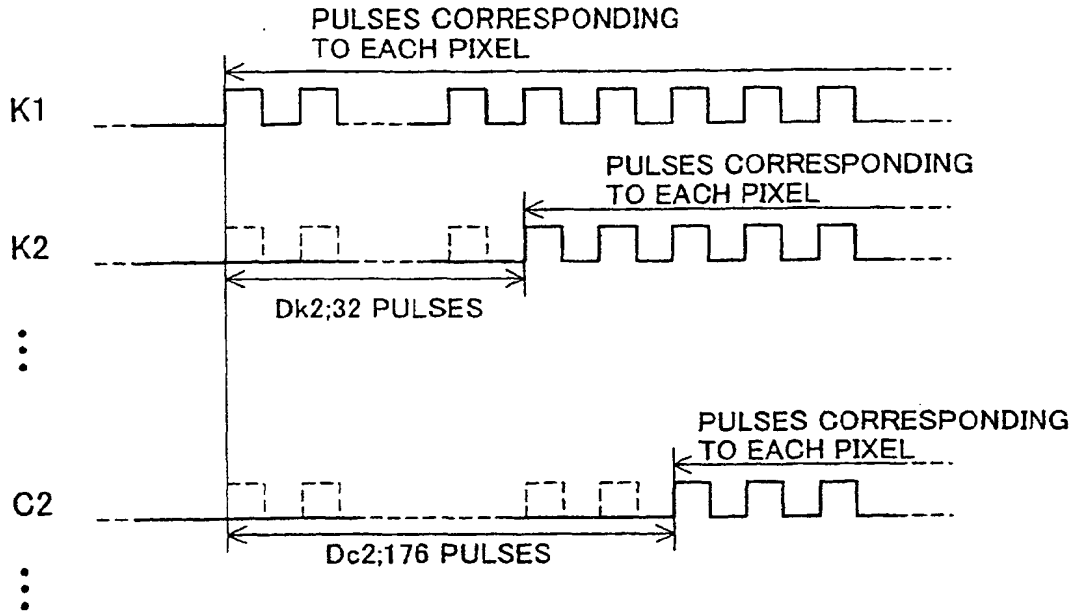 PULSES CORRESPONDING
TO EACH PIXEL
K1
PULSES CORRESPONDING
TO EACH PIXEL
K2
Dk2;32 PULSES
PULSES CORRESPONDING
TO EACH PIXEL
C2
Dc2;176 PULSES